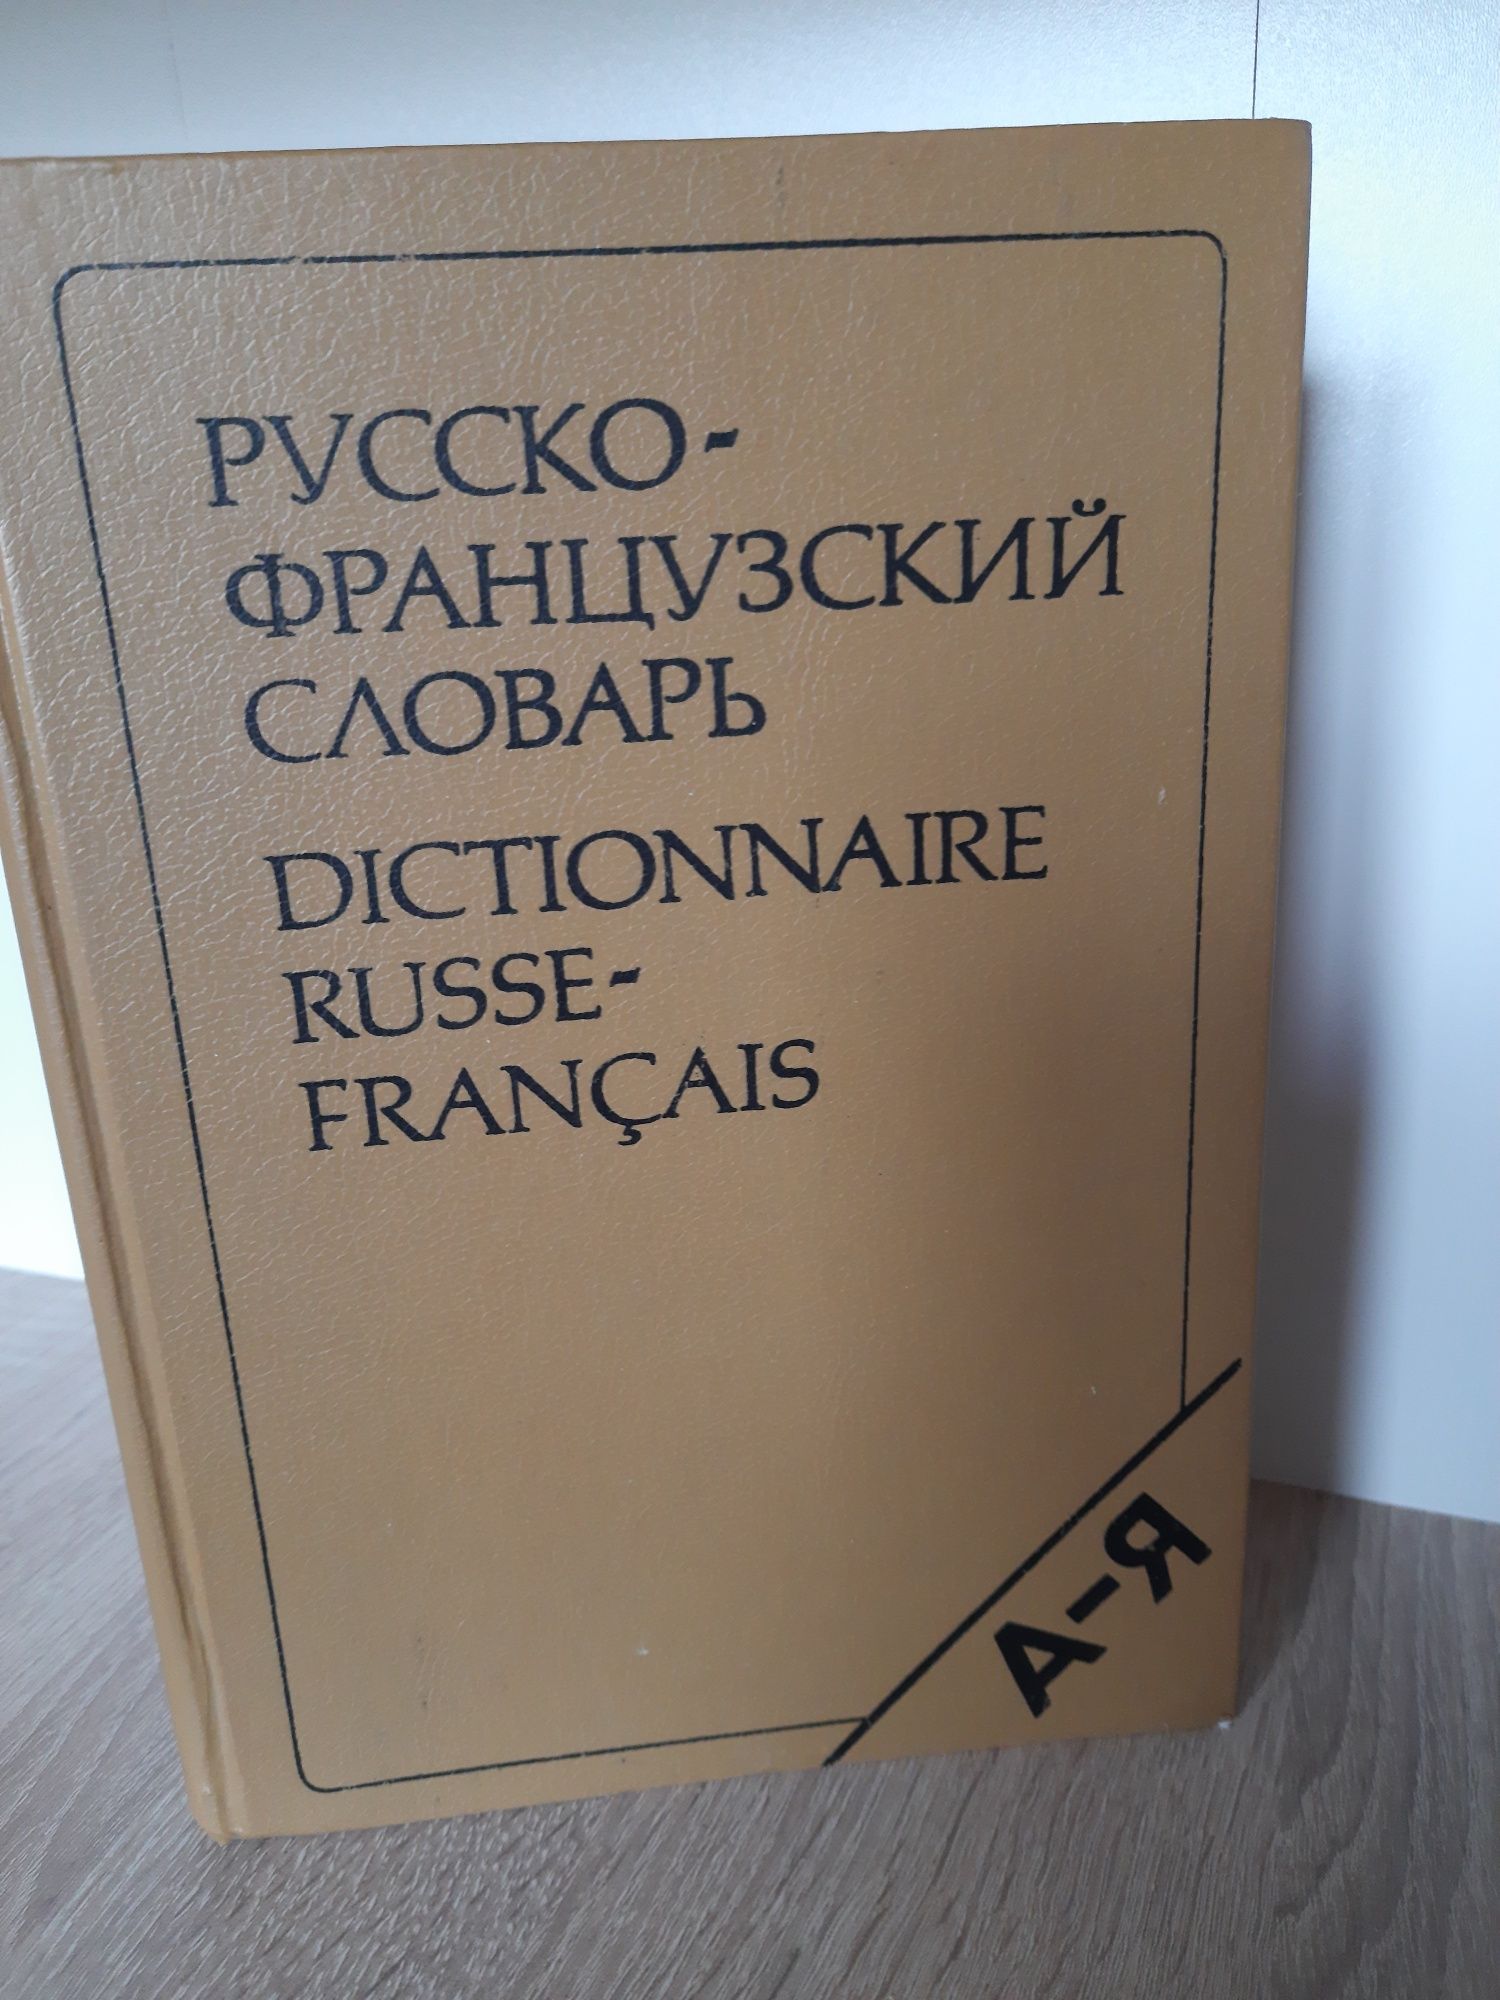 РУССКО-
ФРАНЦУЗСКИЙ
СЛОВАРЬ
DICTIONNAIRE
RUSSE-
FRANÇAIS
А-Я